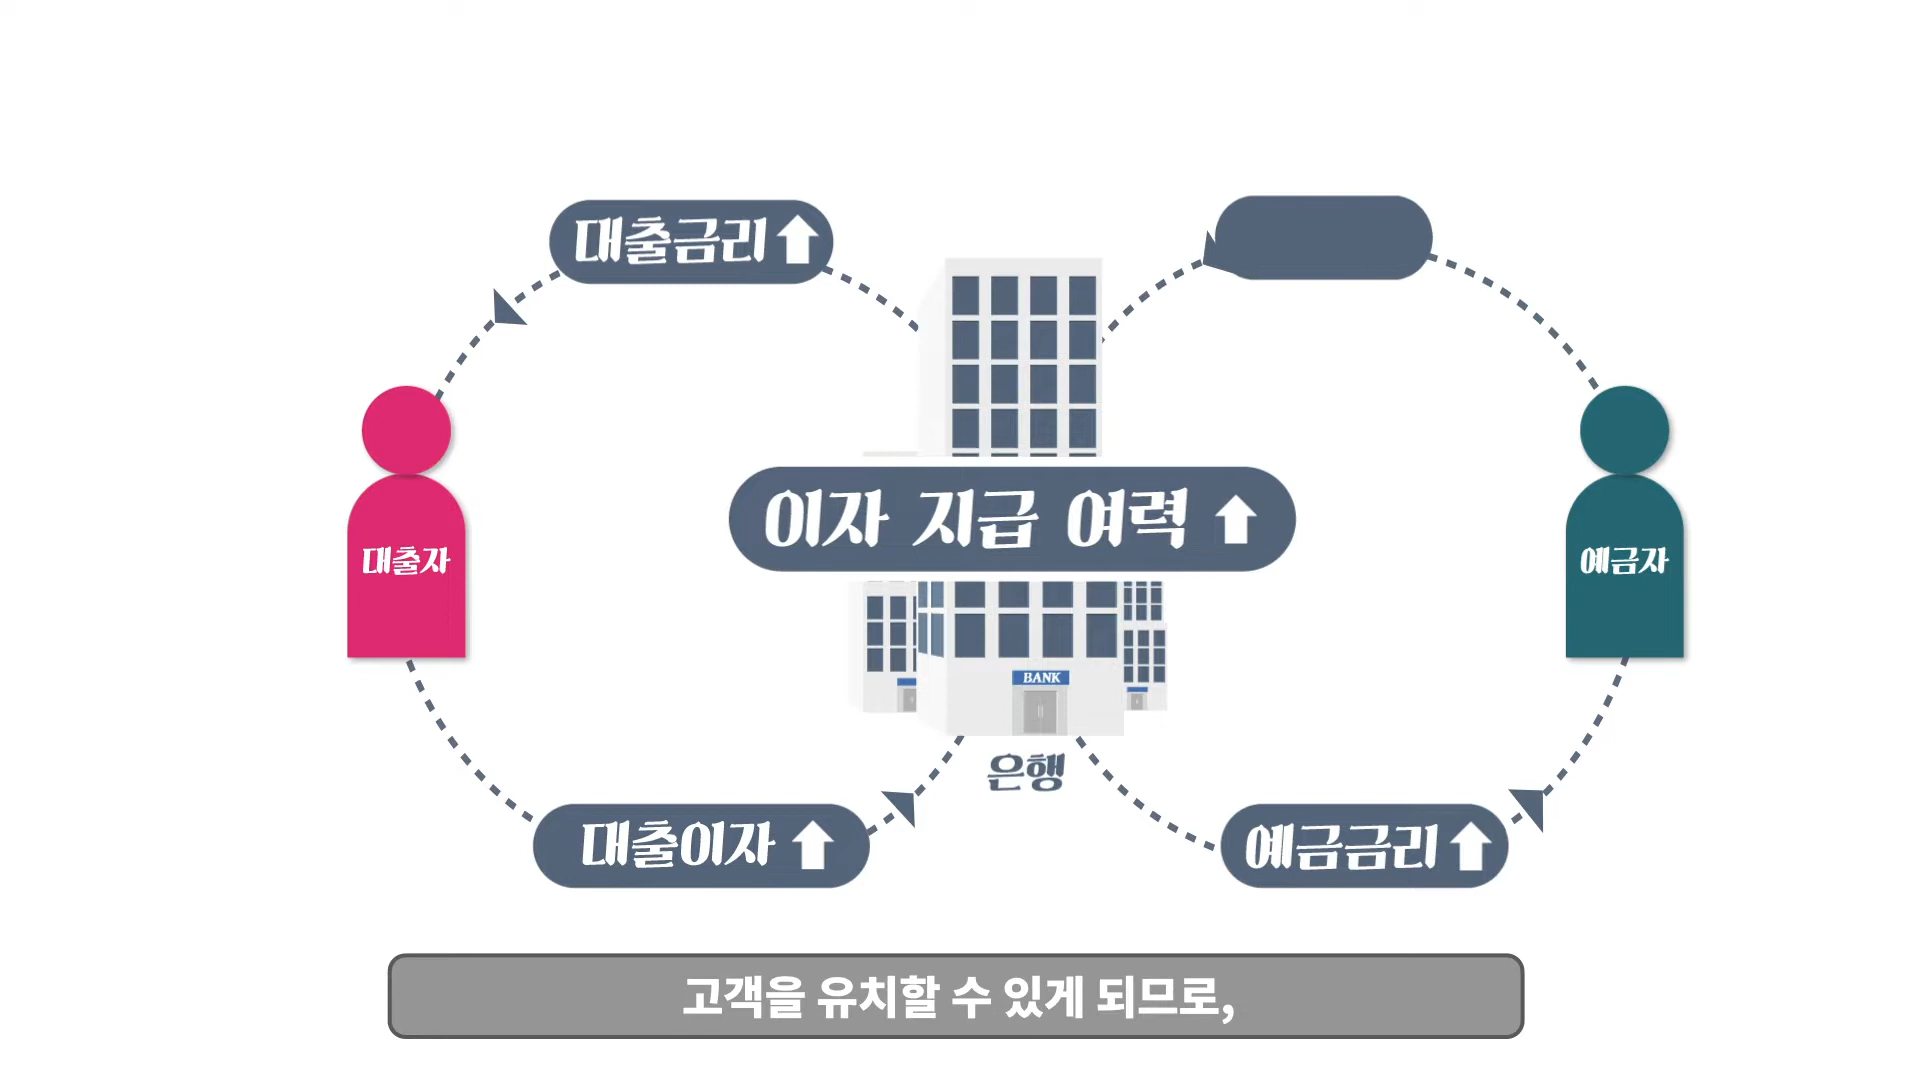 대출금리
이자 지급 여력
대출자
예금자
BANK
은행
대출이자
예금금리
고객을 유치할 수 있게 되므로,